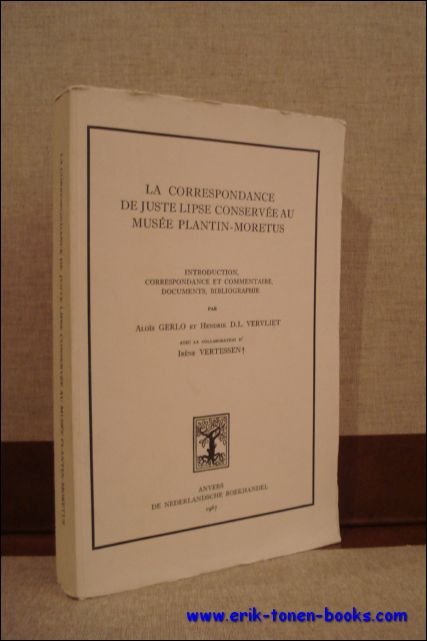 LA CORRESPONDANCE DE JUSTE LIPSE CONSERVÉE AU MUSÉE PLANTIN-MORETUS
LA CORRESPONDANCE
DE JUSTE LIPSE CONSERVÉE AU
MUSÉE PLANTIN-MORETUS
INTRODUCTION,
CORRESPONDANCE ET COMMENTAIRE,
DOCUMENTS, BIBLIOGRAPHIE
PAR
ALOÏS GERLO ET HENDRIK D.L. VERVLIET
AVEC LA COLLABORATION D'
IRÈNE VERTESSEN†
ANVERS
DE NEDERLANDSCHE BOEKHANDEL
1967
www.erik-tonen-books.com